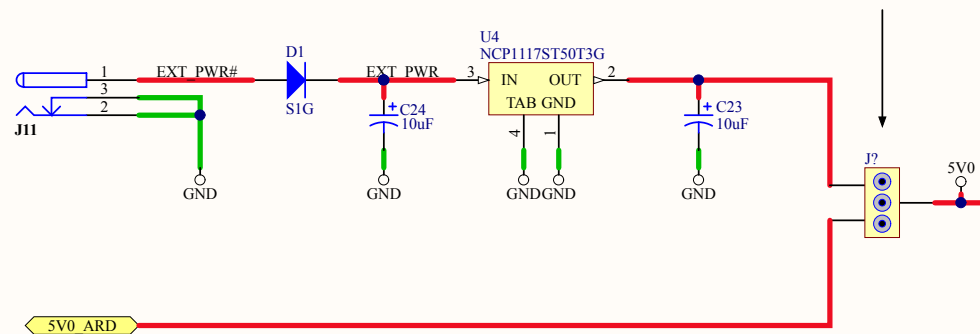 U4
NCP1117ST50T3G
D1
1
EXT_PWR#
EXT_PWR
3
IN
OUT
2
S1G
3
2
J11
TAB GND
C24
10uF
C23
10uF
4
1
J?
5V0
GND
GND
GND
GND
GND
5V0_ARD